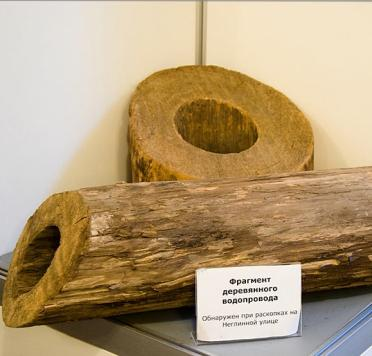 Фрагмент
деревянного
водопровода
Обнаружен при раскопках на
Неглинной улице